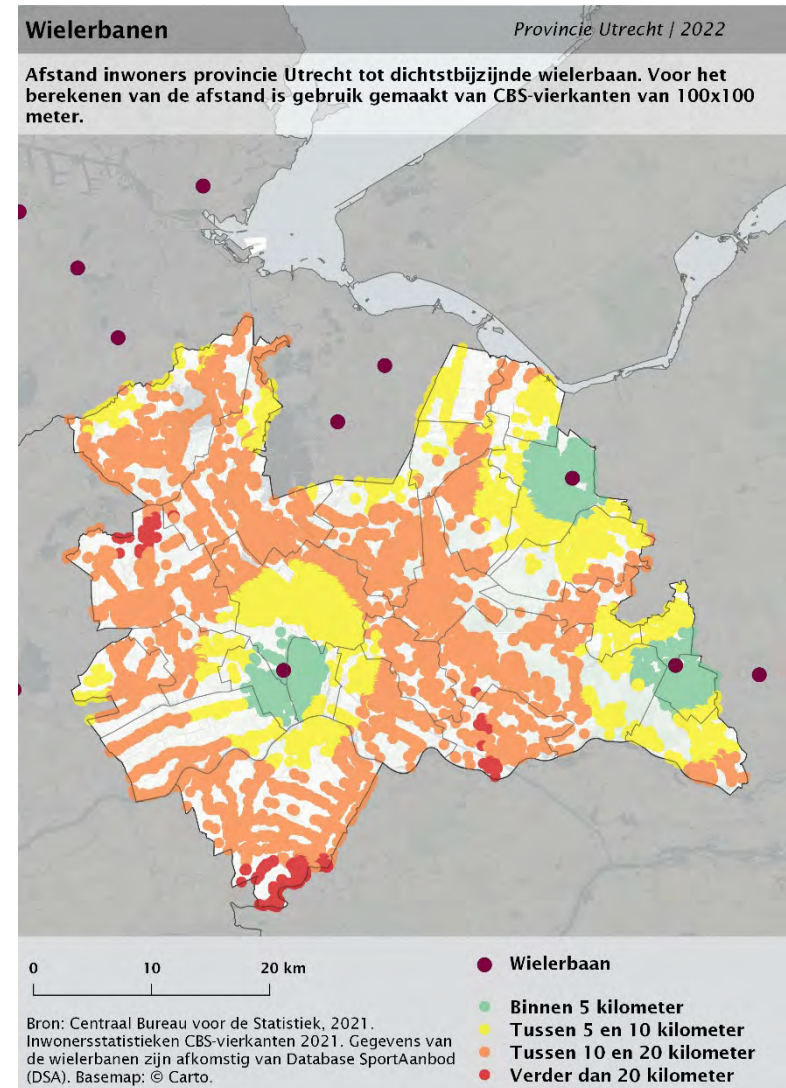 Wielerbanen
Provincie Utrecht | 2022
Afstand inwoners provincie Utrecht tot dichtstbijzijnde wielerbaan. Voor het
berekenen van de afstand is gebruik gemaakt van CBS-vierkanten van 100x100
meter.
0 10 20 km
Bron: Centraal Bureau voor de Statistiek, 2021.
Inwonersstatistieken CBS-vierkanten 2021. Gegevens van
de wielerbanen zijn afkomstig van Database SportAanbod
(DSA). Basemap: © Carto.
Wielerbaan
Binnen 5 kilometer
Tussen 5 en 10 kilometer
Tussen 10 en 20 kilometer
Verder dan 20 kilometer